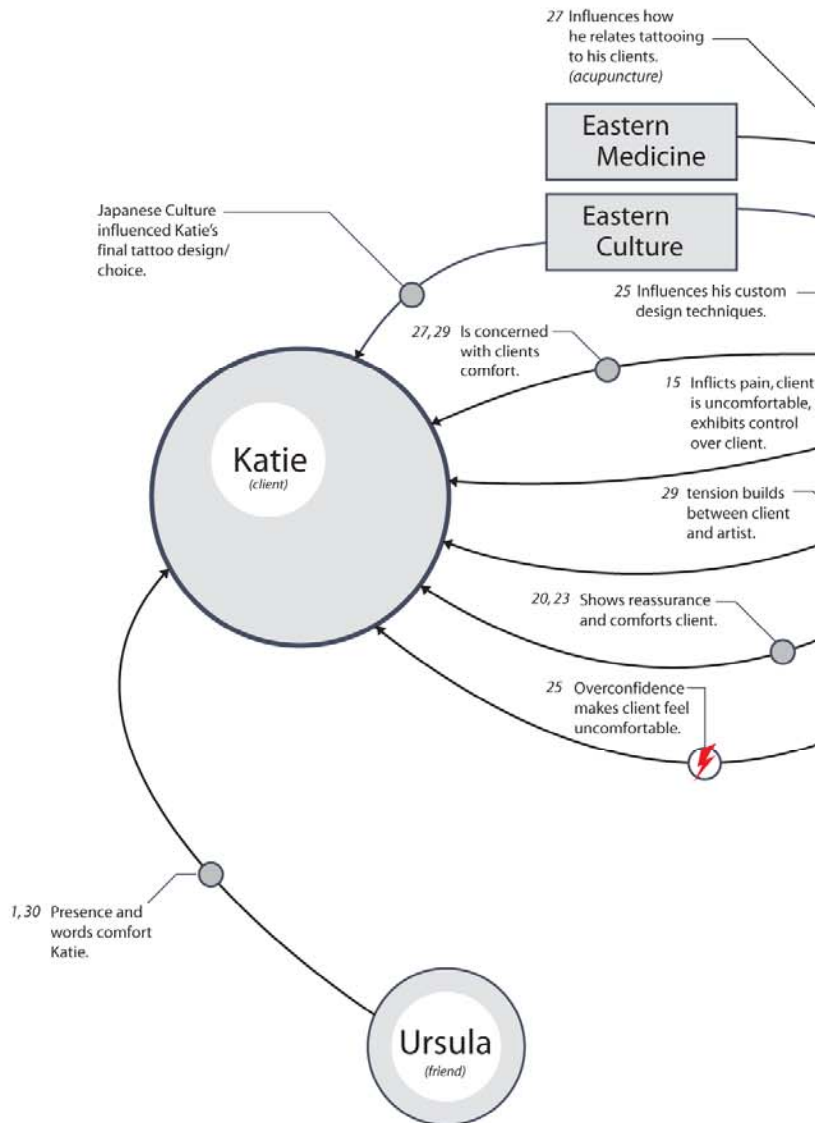 27 Influences how
he relates tattooing
to his clients.
(acupuncture)
Eastern
Medicine
Eastern
Culture
Japanese Culture
influenced Katie's
final tattoo design/
choice.
25 Influences his custom
design techniques.
27, 29 Is concerned
with clients
comfort.
15 Inflicts pain, client
is uncomfortable,
exhibits control
over client.
Katie
(client)
29 tension builds
between client
and artist.
20, 23 Shows reassurance
and comforts client.
25 Overconfidence
makes client feel
uncomfortable.
1, 30 Presence and
words comfort
Katie.
Ursula
(friend)